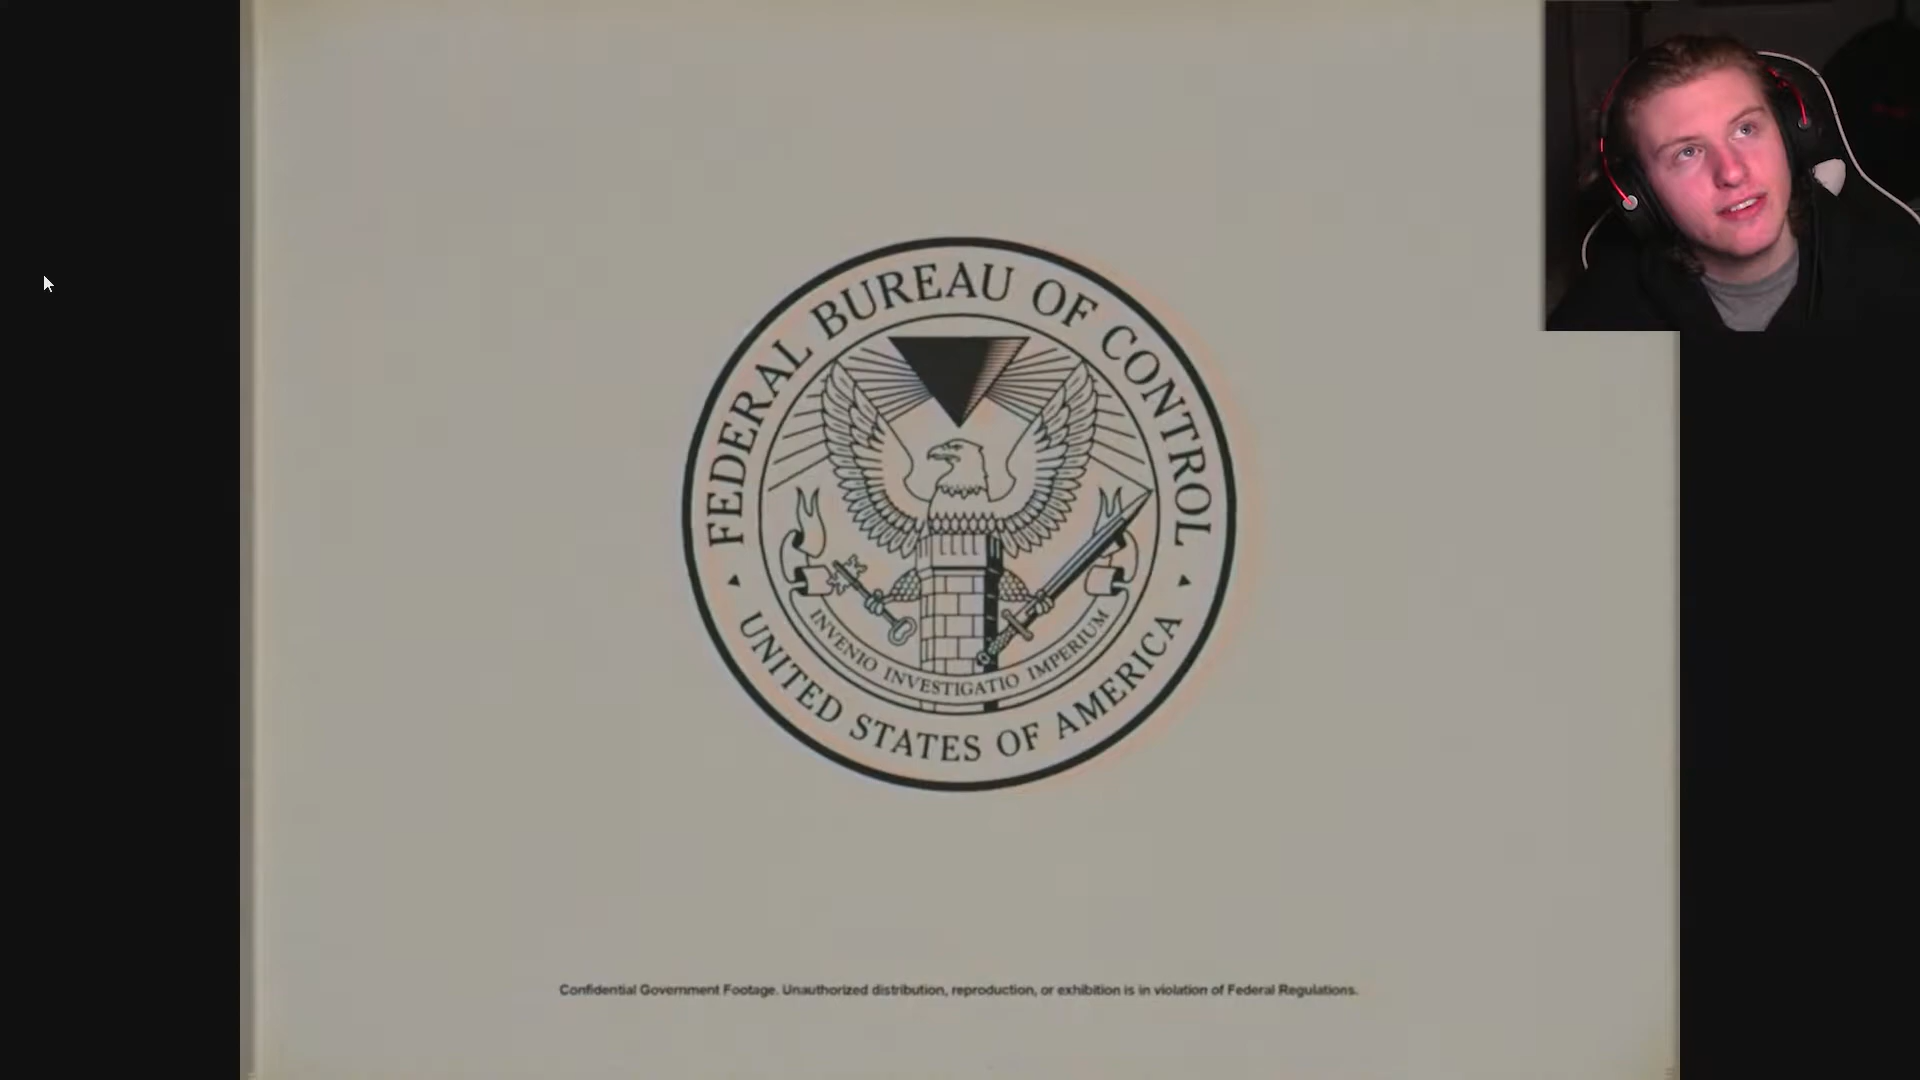 FEDERAL BUREAU OF CONTROL
INVENIO INVESTIGATIO IMPERIUM
UNITED STATES OF AMERICA
Confidential Government Footage. Unauthorized distribution, reproduction, or exhibition is in violation of Federal Regulations.